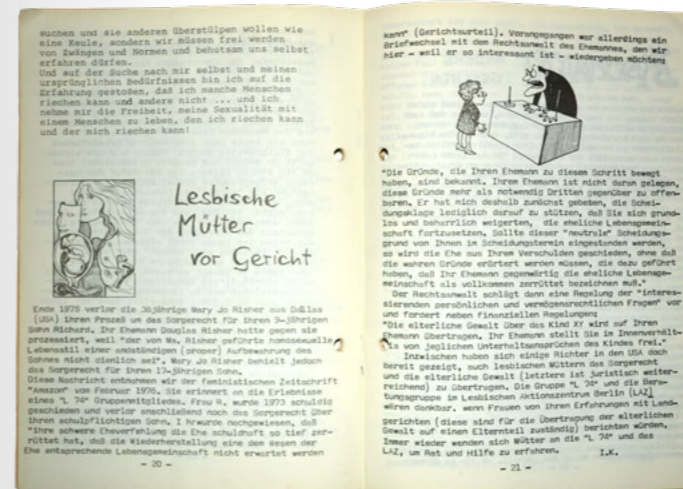 suchen und sie anderen überstülpen wollen wie
eine Keule, sondern wir müssen frei werden
von Zwängen und Normen und behutsam uns selbst
erfahren dürfen.
Und auf der Suche nach mir selbst und meinen
ursprünglichen Bedürfnissen bin ich auf die
Erfahrung gestoßen, daß ich manche Menschen
riechen kann und andere nicht ... und ich
nehme mir die Freiheit, meine Sexualität mit
einem Menschen zu leben, den ich riechen kann
und der mich riechen kann!
Lesbische
Mütter
vor Gericht
Ende 1975 verlor die 30jährige Mary Jo Risher aus Dallas
(USA) ihren Prozeß um das Sorgerecht für ihren 9-jährigen
Sohn Richard. Ihr Ehemann Douglas Risher hatte gegen sie
prozessiert, weil "der von Ms. Risher geführte homosexuelle
Lebensstil einer anständigen (proper) Aufbewahrung des
Sohnes nicht dienlich sei". Mary Jo Risher behielt jedoch
das Sorgerecht für ihren 17-jährigen Sohn.
Diese Nachricht entnahmen wir der feministischen Zeitschrift
"Amazon" vom Februar 1976. Sie erinnert an die Erlebnisse
eines "L 74" Gruppenmitgliedes. Frau R. wurde 1973 schuldig
geschieden und verlor anschließend noch das Sorgerecht über
ihren schulpflichtigen Sohn. I hrwurde nachgewiesen, daß
"ihre schwere Eheverfehlung die Ehe schuldhaft so tief zer-
rüttet hat, daß die Wiederherstellung eine dem Wesen der
Ehe entsprechende Lebensgemeinschaft nicht erwartet werden
- 20 -
kann" (Gerichtsurteil). Vorangegangen war allerdings ein
Briefwechsel mit dem Rechtsanwalt des Ehemannes, den wir
hier - weil er so interessant ist - wiedergeben möchten:
"Die Gründe, die Ihren Ehemann zu diesem Schritt bewegt
haben, sind bekannt. Ihrem Ehemann ist nicht daran gelegen,
diese Gründe mehr als notwendig Dritten gegenüber zu offen-
baren. Er hat mich deshalb zunächst gebeten, die Schei-
dungsklage lediglich darauf zu stützen, daß Sie sich grund-
los und beharrlich weigerten, die eheliche Lebensgemein-
schaft fortzusetzen. Sollte dieser "neutrale" Scheidungs-
grund von Ihnen im Scheidungstermin eingestanden werden,
so wird die Ehe aus Ihrem Verschulden geschieden, ohne daß
die wahren Gründe erörtert werden müssen, die dazu geführt
haben, daß Ihr Ehemann gegenwärtig die eheliche Lebensge-
meinschaft als vollkommen zerrüttet bezeichnen muß."
Der Rechtsanwalt schlägt dann eine Regelung der "interes-
sierenden persönlichen und vermögensrechtlichen Fragen" vor
und fordert neben finanziellen Regelungen:
"Die elterliche Gewalt über das Kind XY wird auf Ihren
Ehemann übertragen. Ihr Ehemann stellt Sie im Innenverhält-
nis von jeglichen Unterhaltsansprüchen des Kindes frei."
Inzwischen haben sich einige Richter in den USA doch
bereit gezeigt, auch lesbischen Müttern das Sorgerecht
und die elterliche Gewalt (letztere ist juristisch weiter-
reichend) zu übertragen. Die Gruppe "L 74" und die Bera-
tungsgruppe im Lesbischen Aktionszentrum Berlin (LAZ)
wären dankbar, wenn Frauen von ihren Erfahrungen mit Land-
gerichten (diese sind für die Übertragung der elterlichen
Gewalt auf einen Elternteil zuständig) berichten würden.
Immer wieder wenden sich Mütter an die "L 74" und das
LAZ, um Rat und Hilfe zu erfahren. I.K.
- 21 -